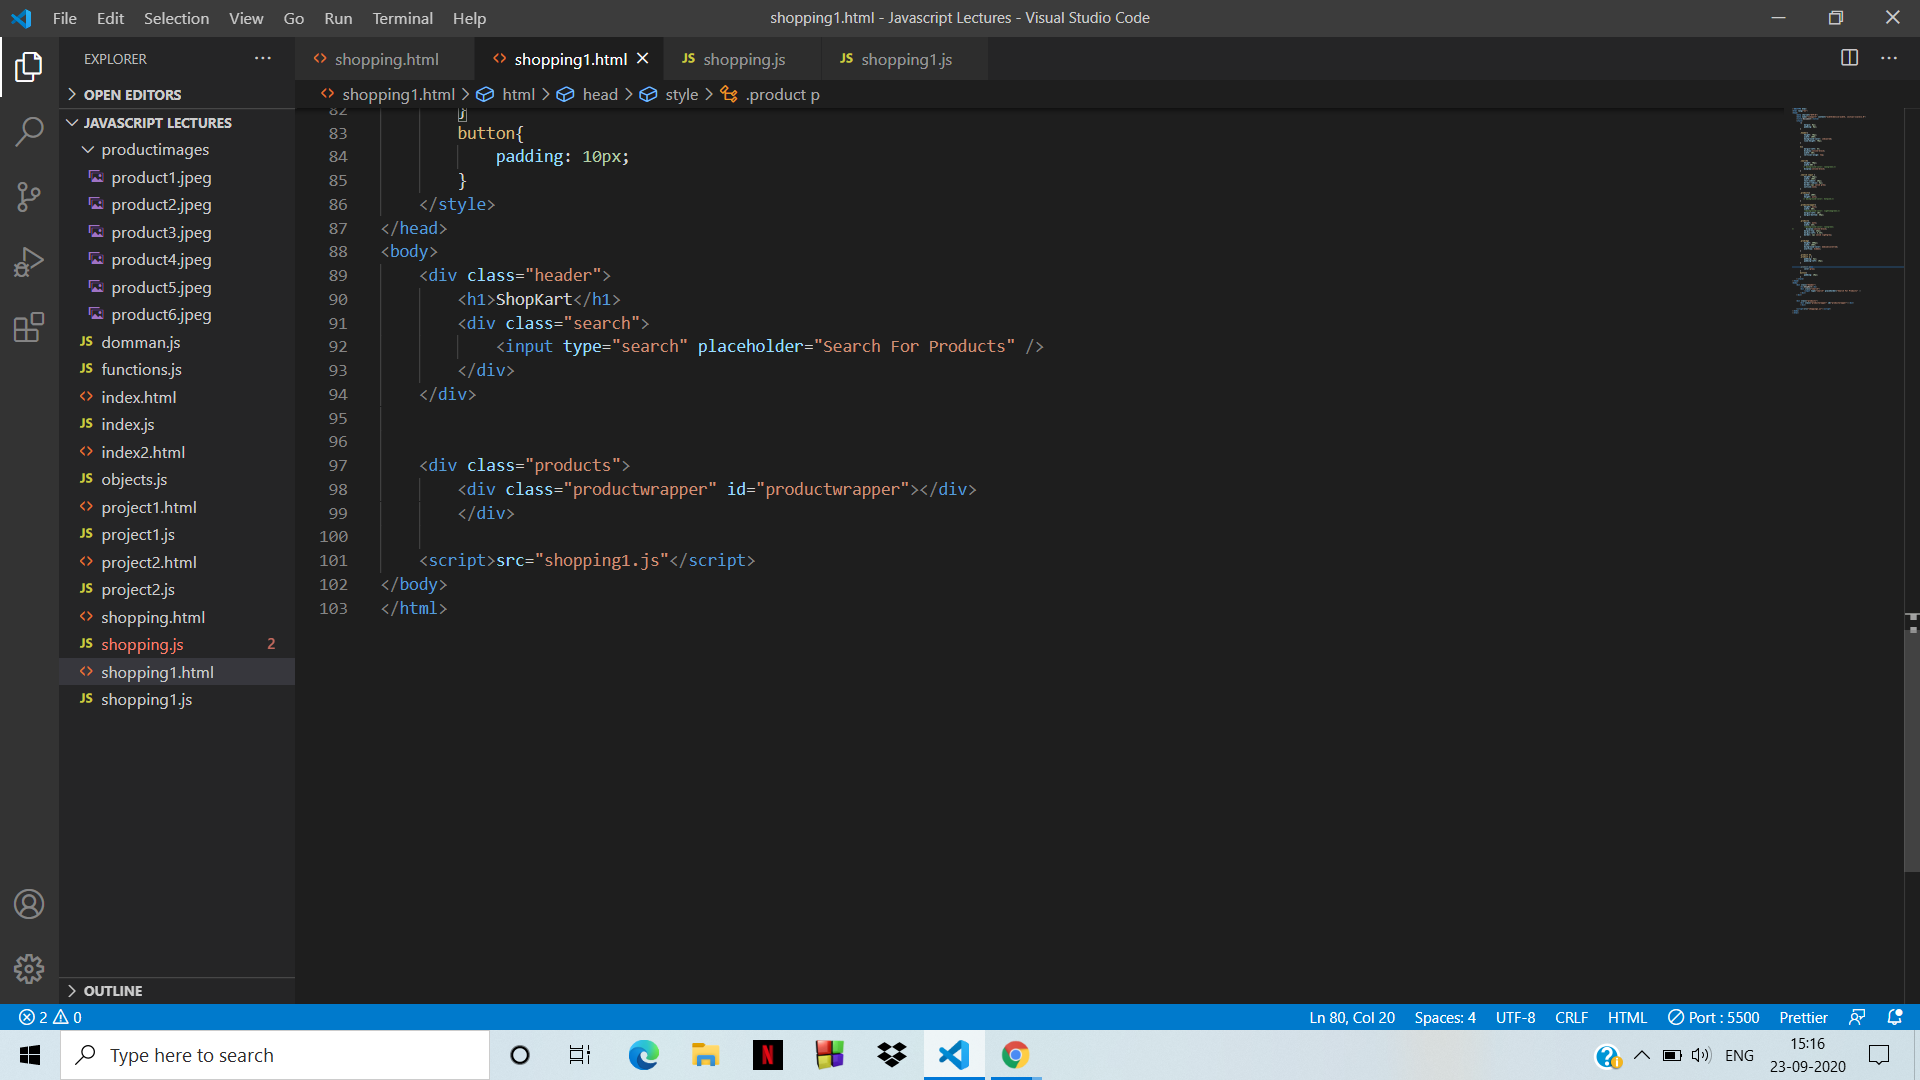 File Edit Selection View Go Run Terminal Help
shopping1.html - Javascript Lectures - Visual Studio Code
EXPLORER
OPEN EDITORS
JAVASCRIPT LECTURES
productimages
product1.jpeg
product2.jpeg
product3.jpeg
product4.jpeg
product5.jpeg
product6.jpeg
JS domman.js
JS functions.js
<> index.html
JS index.js
<> index2.html
JS objects.js
<> project1.html
JS project1.js
<> project2.html
JS project2.js
<> shopping.html
JS shopping.js 2
<> shopping1.html
JS shopping1.js
OUTLINE
<> shopping.html <> shopping1.html JS shopping.js JS shopping1.js
<> shopping1.html > html > head > style > .product p
82 }
83 button{
84 padding: 10px;
85 }
86 </style>
87 </head>
88 <body>
89 <div class="header">
90 <h1>ShopKart</h1>
91 <div class="search">
92 <input type="search" placeholder="Search For Products" />
93 </div>
94 </div>
95
96
97 <div class="products">
98 <div class="productwrapper" id="productwrapper"></div>
99 </div>
100
101 <script>src="shopping1.js"</script>
102 </body>
103 </html>
2 0 Ln 80, Col 20 Spaces: 4 UTF-8 CRLF HTML Port : 5500 Prettier
Type here to search
N
ENG
15:16
23-09-2020